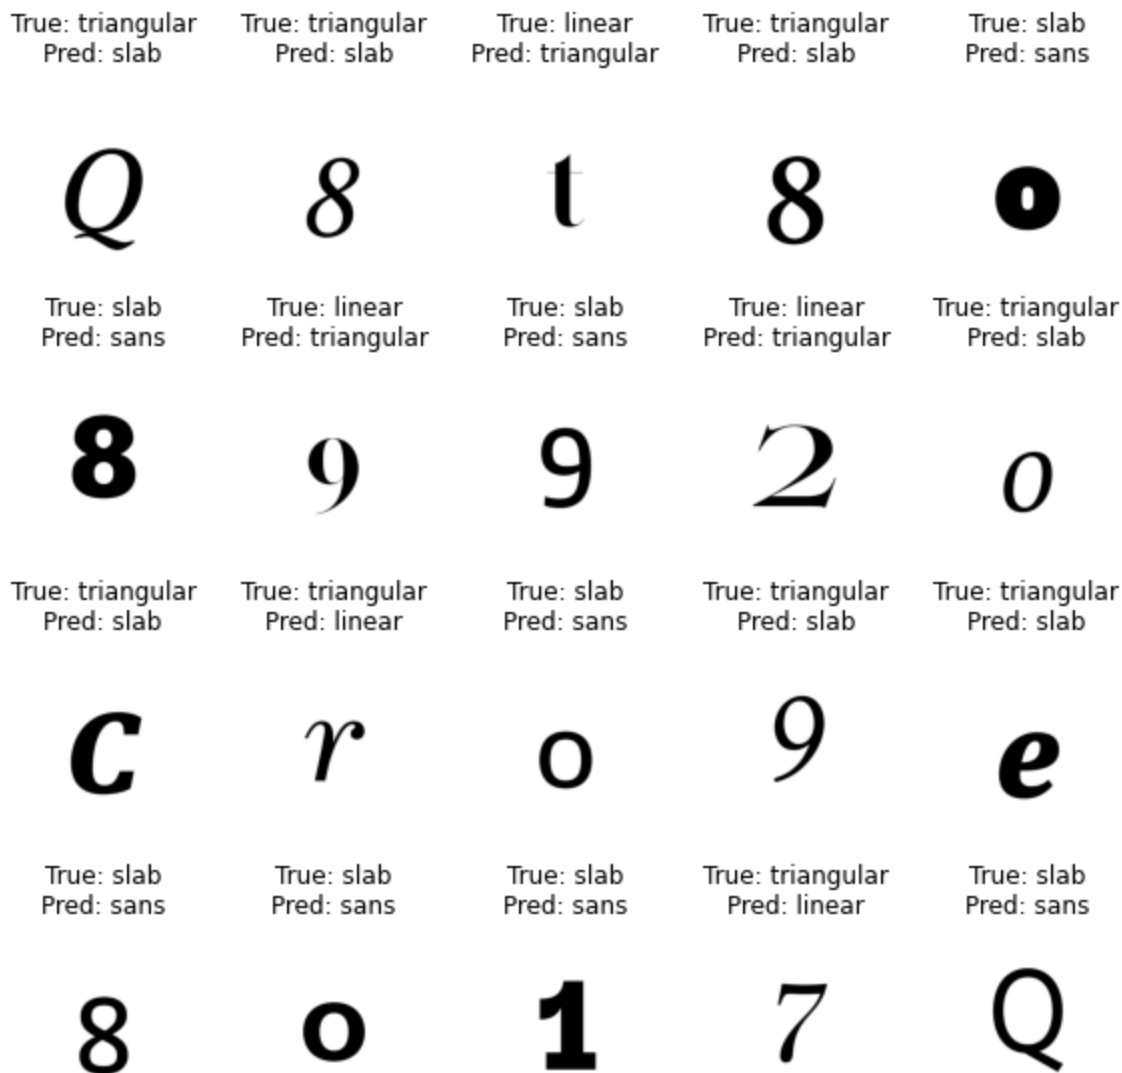 True: triangular True: triangular True: linear True: triangular True: slab
Pred: slab Pred: slab Pred: triangular Pred: slab Pred: sans
Q 8 t 8 o
True: slab True: linear True: slab True: linear True: triangular
Pred: sans Pred: triangular Pred: sans Pred: triangular Pred: slab
8 9 9 2 o
True: triangular True: triangular True: slab True: triangular True: triangular
Pred: slab Pred: linear Pred: sans Pred: slab Pred: slab
c r o 9 e
True: slab True: slab True: slab True: triangular True: slab
Pred: sans Pred: sans Pred: sans Pred: linear Pred: sans
8 o 1 7 Q